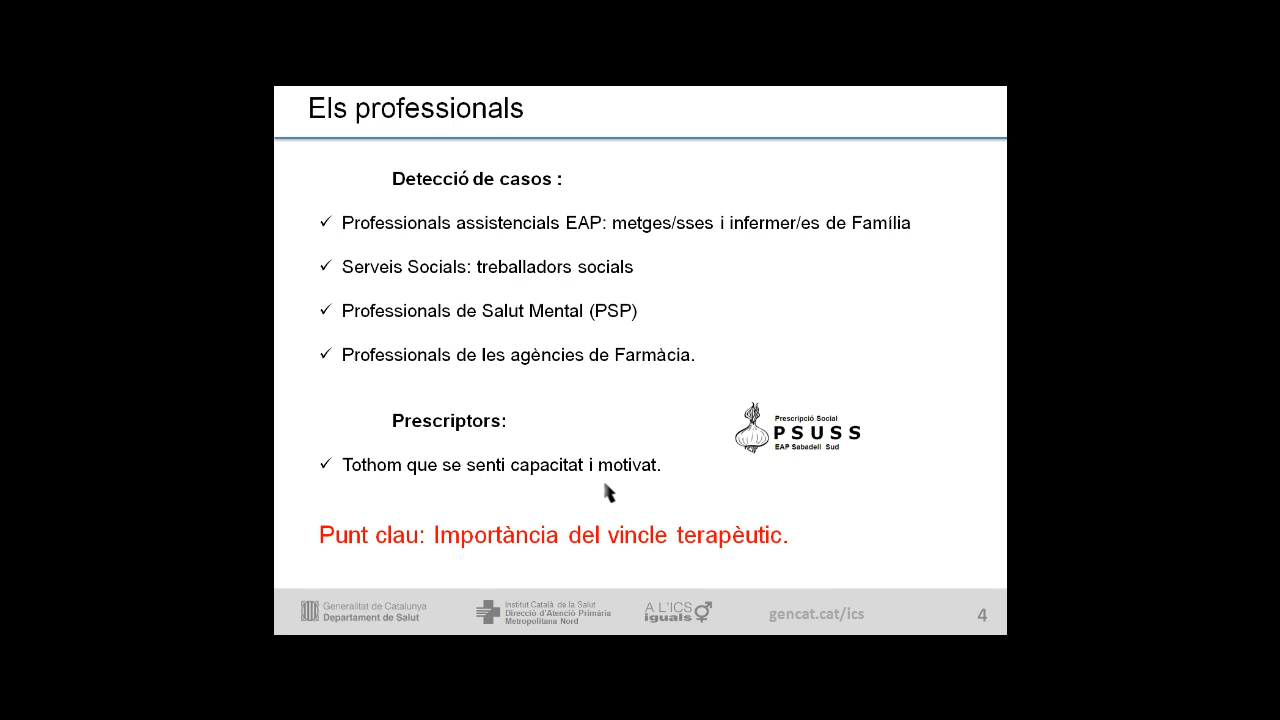 Els professionals
Detecció de casos :
✓ Professionals assistencials EAP: metges/sses i infermer/es de Família
✓ Serveis Socials: treballadors socials
✓ Professionals de Salut Mental (PSP)
✓ Professionals de les agències de Farmàcia.
Prescriptors:
Prescripció Social
PSUSS
EAP Sabadell Sud
✓ Tothom que se senti capacitat i motivat.
Punt clau: Importància del vincle terapèutic.
Generalitat de Catalunya
Departament de Salut
Institut Català de la Salut
Direcció d'Atenció Primària
Metropolitana Nord
A L'ICS
iguals
gencat.cat/ics
4